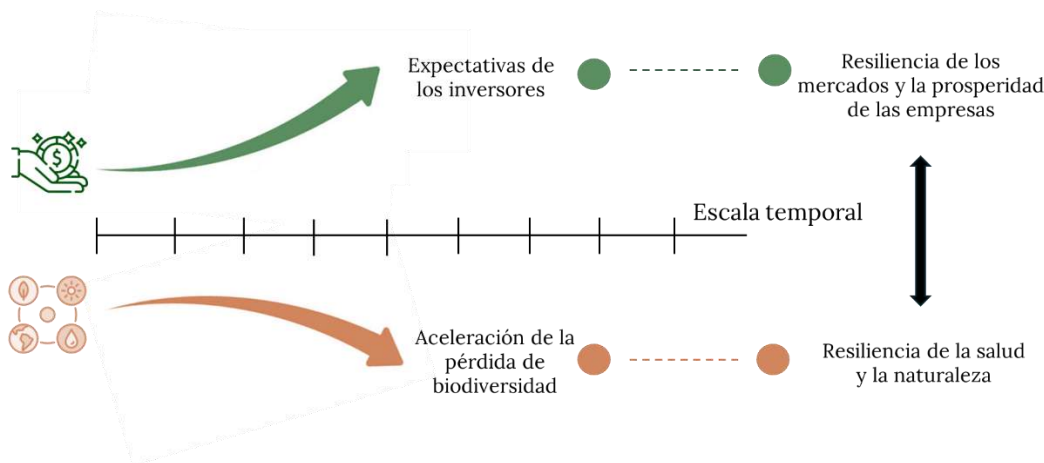 Expectativas de
los inversores
Resiliencia de los
mercados y la prosperidad
de las empresas
$
Escala temporal
Aceleración de la
pérdida de
biodiversidad
Resiliencia de la salud
y la naturaleza